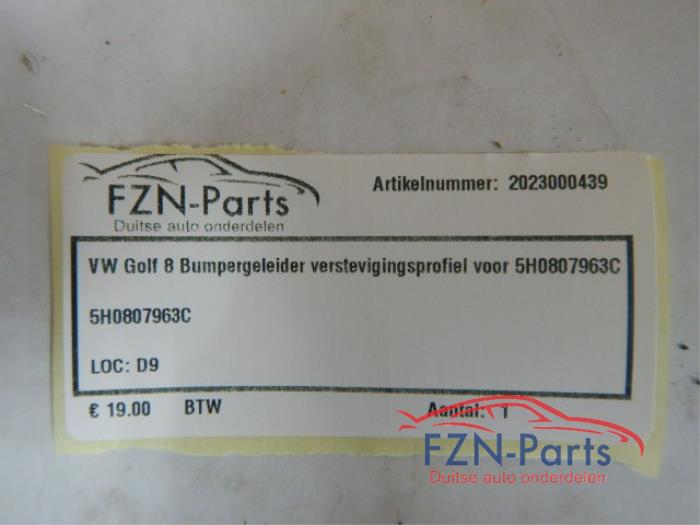 FZN-Parts
Duitse auto onderdelen
Artikelnummer: 2023000439
VW Golf 8 Bumpergeleider verstevigingsprofiel voor 5H0807963C
5H0807963C
LOC: D9
€ 19.00 BTW Aantal: 1
FZN-Parts
Duitse auto onderdelen